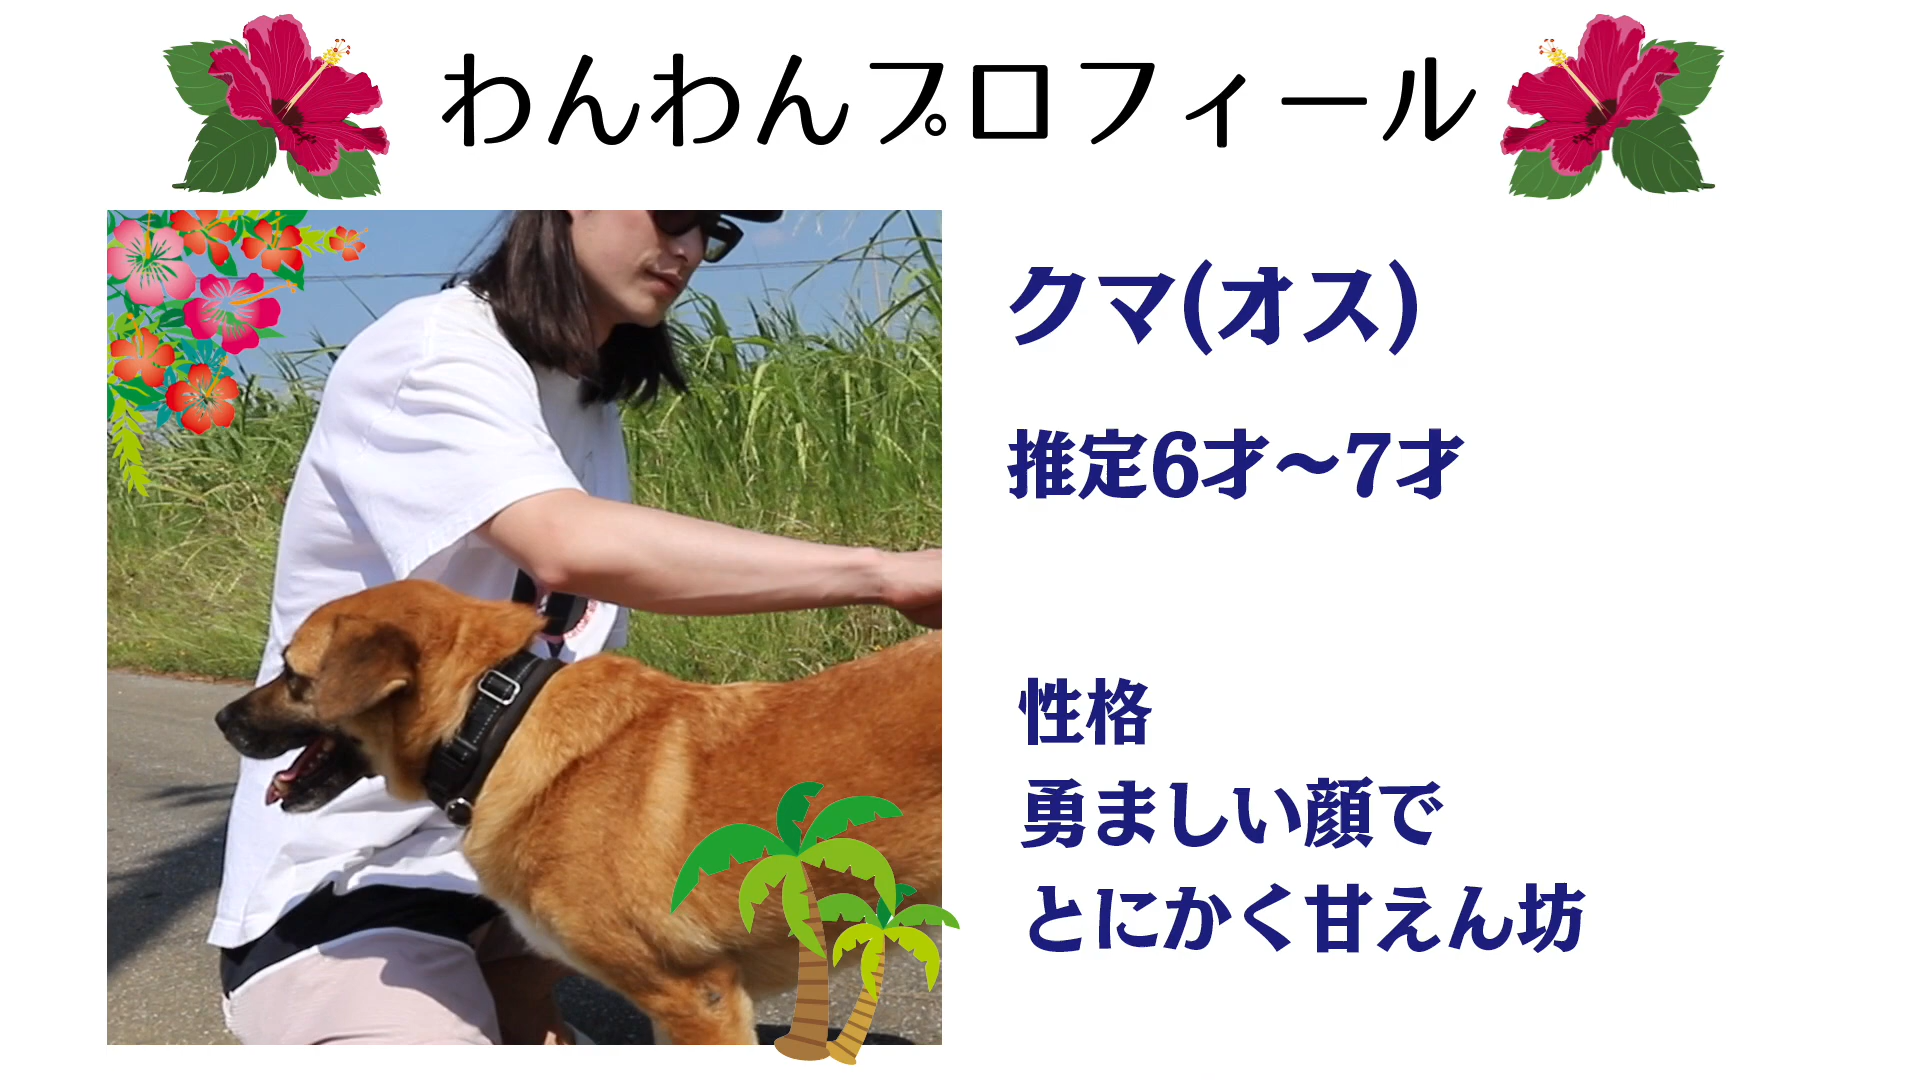 わんわんプロフィール
クマ(オス)
推定6才〜7才
性格
勇ましい顔で
とにかく甘えん坊